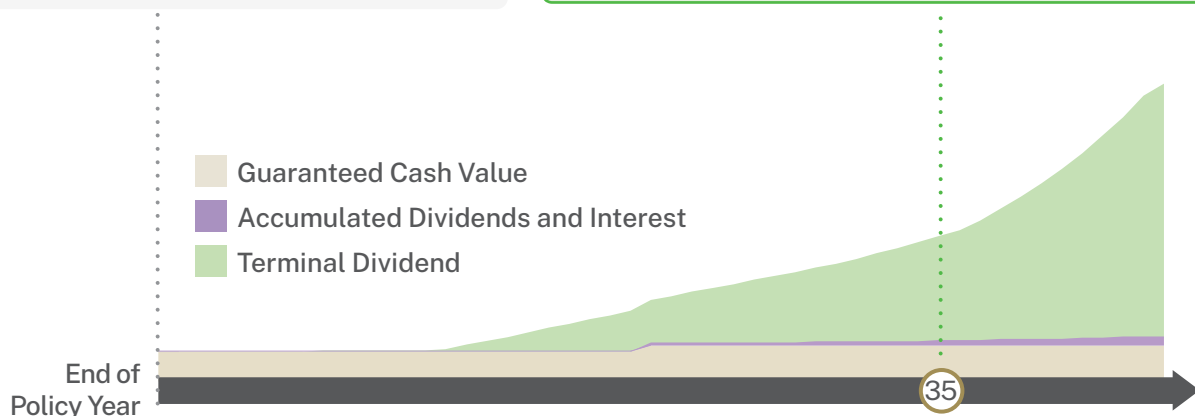 Guaranteed Cash Value
Accumulated Dividends and Interest
Terminal Dividend
End of
Policy Year
35